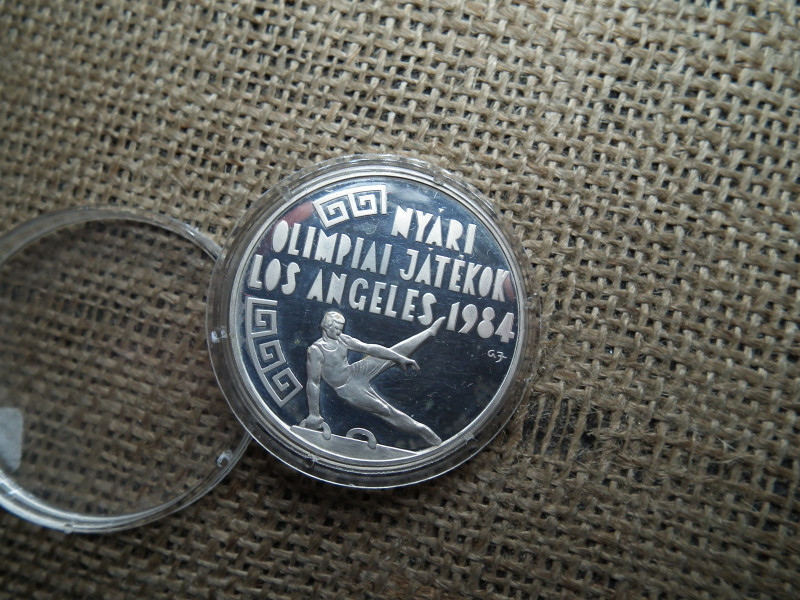 NYÁRI
OLIMPIAI JÁTÉKOK
LOS ANGELES 1984
G.J